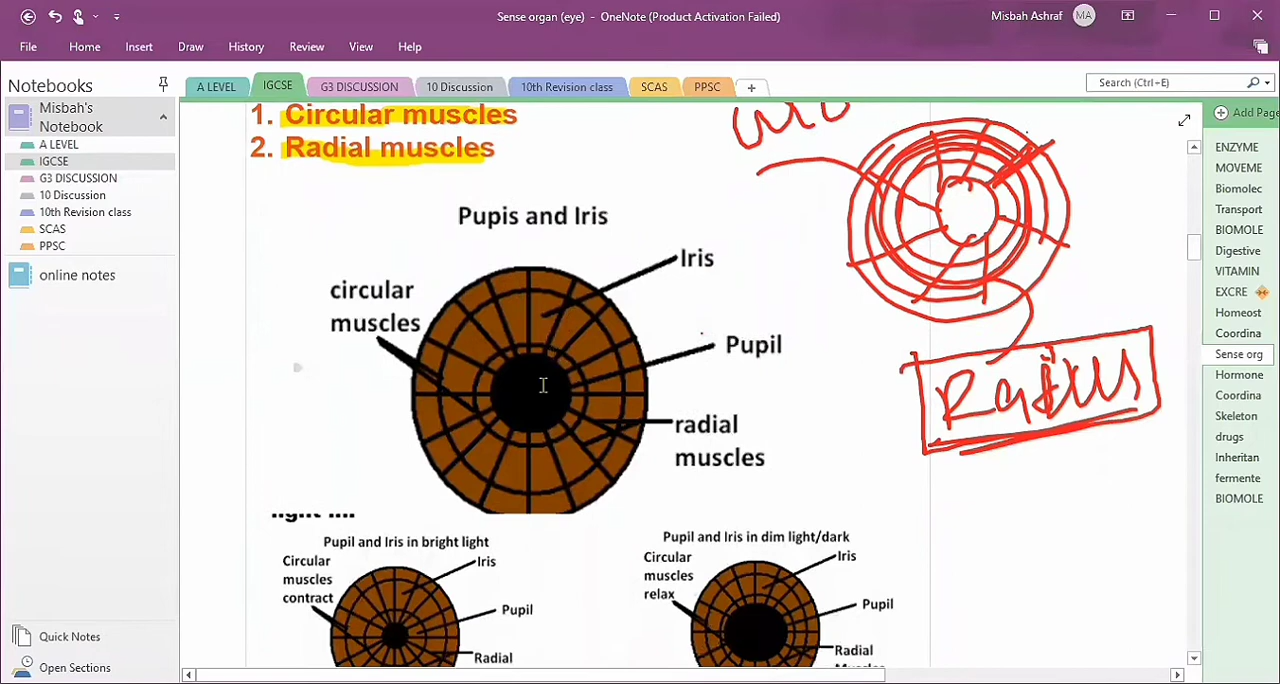 Sense organ (eye) - OneNote (Product Activation Failed)
Misbah Ashraf
MA
File
Home
Insert
Draw
History
Review
View
Help
Notebooks
A LEVEL
IGCSE
G3 DISCUSSION
10 Discussion
10th Revision class
SCAS
PPSC
+
Search (Ctrl+E)
Misbah's
Notebook
A LEVEL
IGCSE
G3 DISCUSSION
10 Discussion
10th Revision class
SCAS
PPSC
online notes
Quick Notes
Open Sections
1. Circular muscles
2. Radial muscles
Pupis and Iris
Iris
circular
muscles
Pupil
radial
muscles
Radius
Pupil and Iris in bright light
Circular
muscles
contract
Iris
Pupil
Radial
Pupil and Iris in dim light/dark
Circular
muscles
relax
Iris
Pupil
Radial
Add Page
ENZYME
MOVEME
Biomolec
Transport
BIOMOLE
Digestive
VITAMIN
EXCRE
Homeost
Coordina
Sense org
Hormone
Coordina
Skeleton
drugs
Inheritan
fermente
BIOMOLE